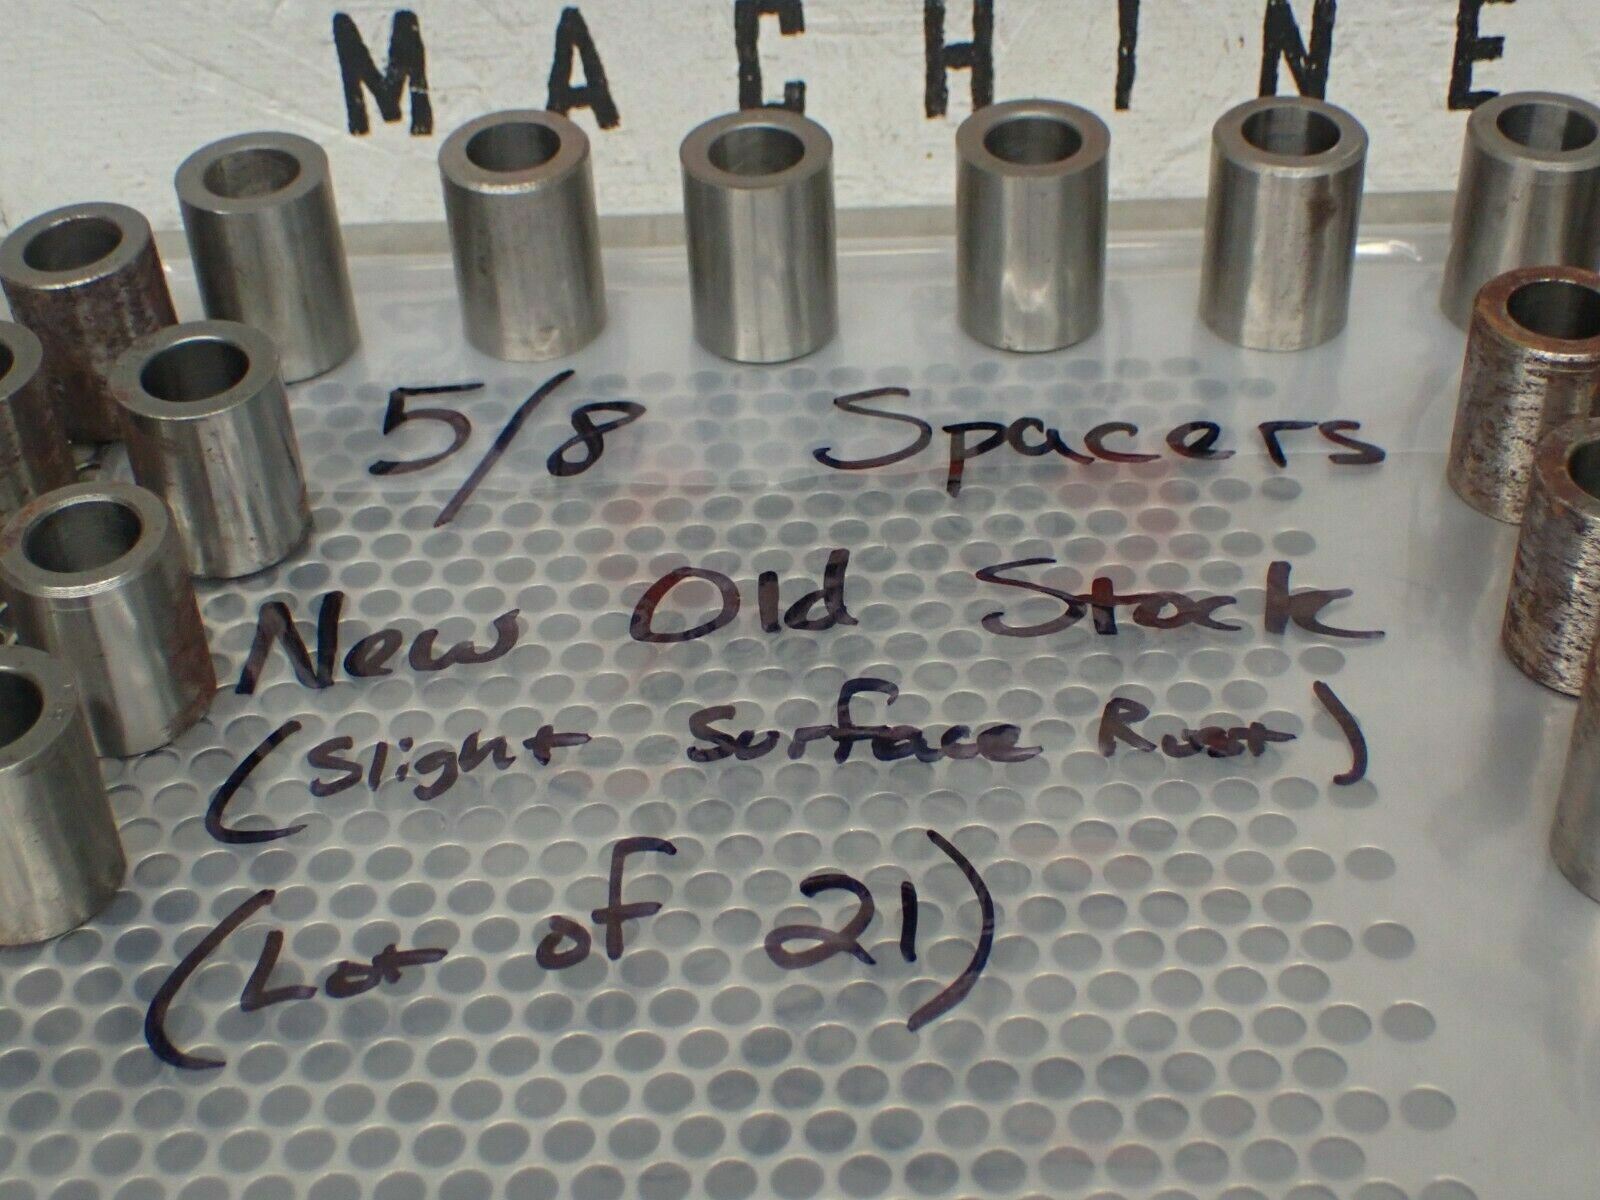 MACHINE
5/8 Spacers
New Old Stock
(Slight Surface Rust)
(Lot of 21)